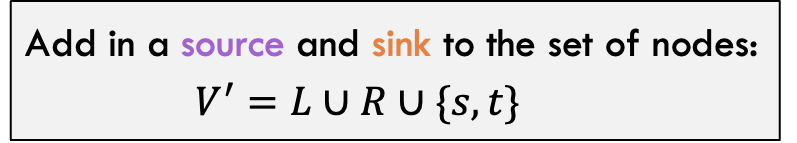 Add in a source and sink to the set of nodes:
V′ = L ∪ R ∪ {s, t}